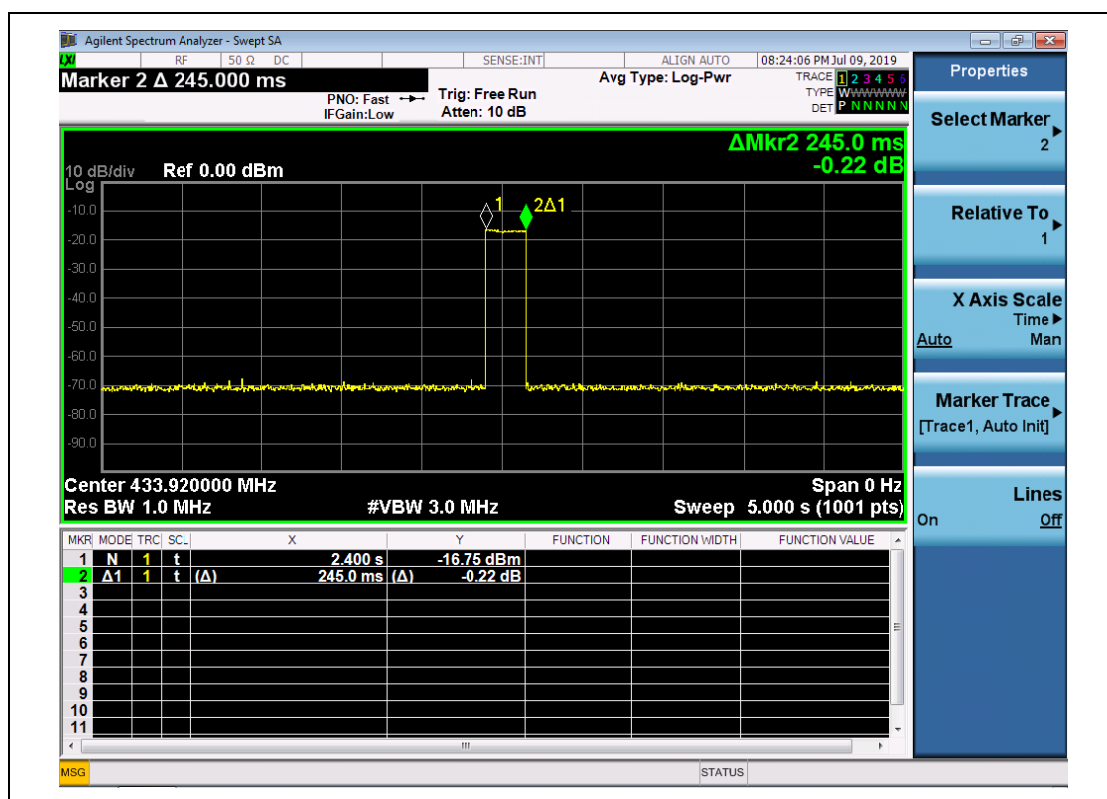 Agilent Spectrum Analyzer - Swept SA
LXI RF 50 Ω DC SENSE:INT ALIGN AUTO 08:24:06 PM Jul 09, 2019
Marker 2 Δ 245.000 ms
PNO: Fast
IFGain:Low
Trig: Free Run
Atten: 10 dB
Avg Type: Log-Pwr
TRACE 1 2 3 4 5 6
TYPE WWWWWW
DET P N N N N N
ΔMkr2 245.0 ms
-0.22 dB
10 dB/div Ref 0.00 dBm
Log
1 2Δ1
-10.0
-20.0
-30.0
-40.0
-50.0
-60.0
-70.0
-80.0
-90.0
Center 433.920000 MHz Span 0 Hz
Res BW 1.0 MHz #VBW 3.0 MHz Sweep 5.000 s (1001 pts)
MKR MODE TRC SCL X Y FUNCTION FUNCTION WIDTH FUNCTION VALUE
1 N 1 t 2.400 s -16.75 dBm
2 Δ1 1 t (Δ) 245.0 ms (Δ) -0.22 dB
3
4
5
6
7
8
9
10
11
MSG STATUS
Properties
Select Marker
2
Relative To
1
X Axis Scale
Time
Auto Man
Marker Trace
[Trace1, Auto Init]
Lines
On Off